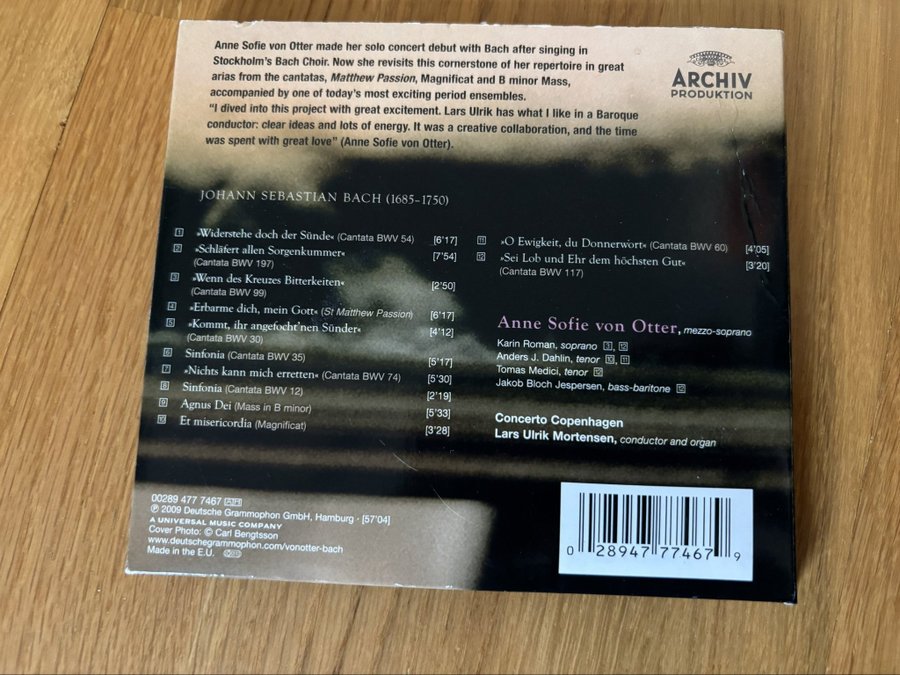 Anne Sofie von Otter made her solo concert debut with Bach after singing in
Stockholm's Bach Choir. Now she revisits this cornerstone of her repertoire in great
arias from the cantatas, Matthew Passion, Magnificat and B minor Mass,
accompanied by one of today's most exciting period ensembles.
"I dived into this project with great excitement. Lars Ulrik has what I like in a Baroque
conductor: clear ideas and lots of energy. It was a creative collaboration, and the time
was spent with great love" (Anne Sofie von Otter).
ARCHIV
PRODUKTION
JOHANN SEBASTIAN BACH (1685–1750)
1 »Widerstehe doch der Sünde« (Cantata BWV 54) [6'17]
2 »Schläfert allen Sorgenkummer«
(Cantata BWV 197) [7'54]
3 »Wenn des Kreuzes Bitterkeiten«
(Cantata BWV 99) [2'50]
4 »Erbarme dich, mein Gott« (St Matthew Passion) [6'17]
5 »Kommt, ihr angefocht'nen Sünder«
(Cantata BWV 30) [4'12]
6 Sinfonia (Cantata BWV 35) [5'17]
7 »Nichts kann mich erretten« (Cantata BWV 74) [5'30]
8 Sinfonia (Cantata BWV 12) [2'19]
9 Agnus Dei (Mass in B minor) [5'33]
10 Et misericordia (Magnificat) [3'28]
11 »O Ewigkeit, du Donnerwort« (Cantata BWV 60) [4'05]
12 »Sei Lob und Ehr dem höchsten Gut«
(Cantata BWV 117) [3'20]
Anne Sofie von Otter, mezzo-soprano
Karin Roman, soprano 3, 12
Anders J. Dahlin, tenor 10, 11
Tomas Medici, tenor 12
Jakob Bloch Jespersen, bass-baritone 12
Concerto Copenhagen
Lars Ulrik Mortensen, conductor and organ
00289 477 7467
℗ 2009 Deutsche Grammophon GmbH, Hamburg · [57'04]
A UNIVERSAL MUSIC COMPANY
Cover Photo: © Carl Bengtsson
www.deutschegrammophon.com/vonotter-bach
Made in the E.U.
0 28947 77467 9